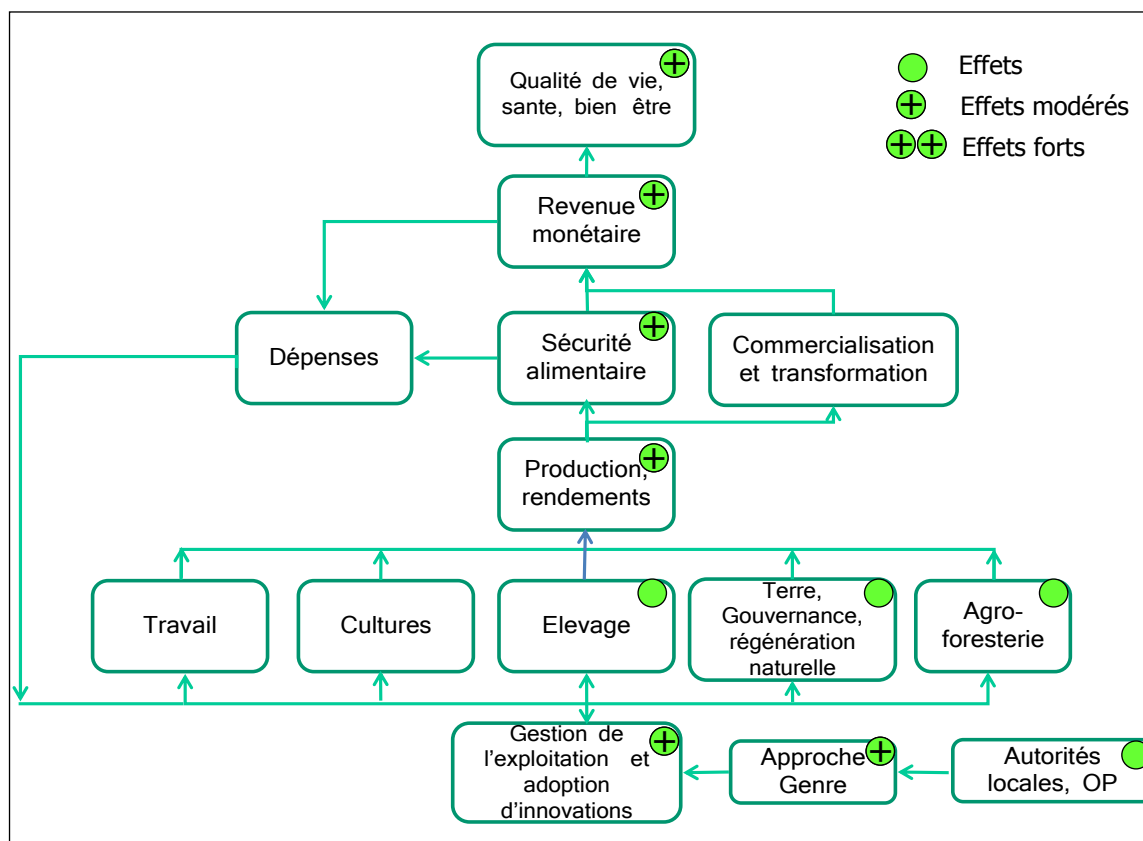 Qualité de vie,
sante, bien être
Effets
Effets modérés
Effets forts
Revenue
monétaire
Dépenses
Sécurité
alimentaire
Commercialisation
et transformation
Production,
rendements
Travail
Cultures
Elevage
Terre,
Gouvernance,
régénération
naturelle
Agro-
foresterie
Gestion de
l'exploitation et
adoption
d'innovations
Approche
Genre
Autorités
locales, OP